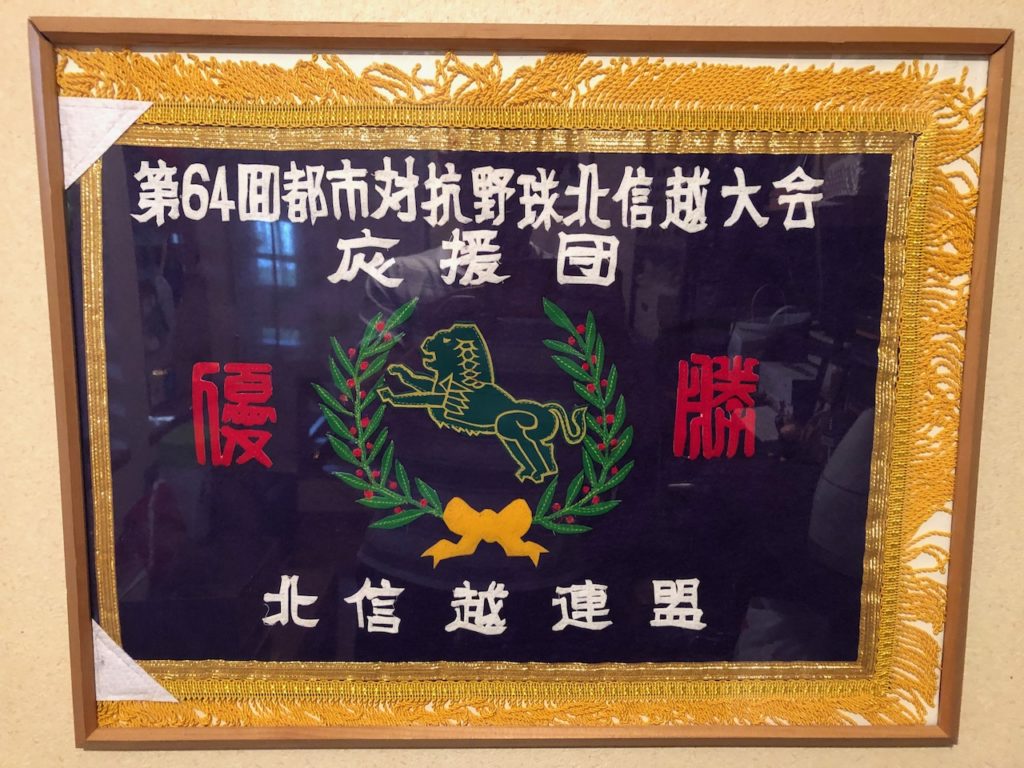 第64回都市対抗野球北信越大会
応援団
優勝
北信越連盟